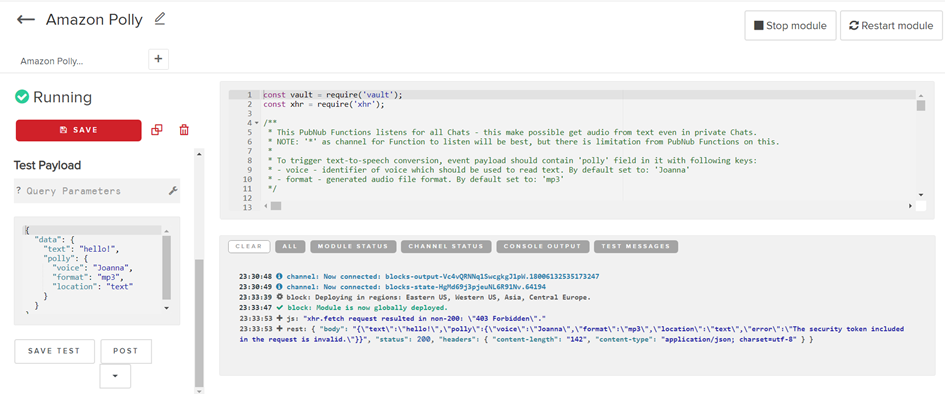 Amazon Polly
Stop module
Restart module
Amazon Polly...
+
Running
SAVE
Test Payload
? Query Parameters
{
"data": {
"text": "hello!",
"polly": {
"voice": "Joanna",
"format": "mp3",
"location": "text"
}
}
}
SAVE TEST
POST
1 const vault = require('vault');
2 const xhr = require('xhr');
3
4 /**
5 * This PubNub Functions listens for all Chats - this make possible get audio from text even in private Chats.
6 * NOTE: '*' as channel for Function to listen will be best, but there is limitation from PubNub Functions on this.
7 *
8 * To trigger text-to-speech conversion, event payload should contain 'polly' field in it with following keys:
9 * - voice - identifier of voice which should be used to read text. By default set to: 'Joanna'
10 * - format - generated audio file format. By default set to: 'mp3'
11 */
12
13
CLEAR
ALL
MODULE STATUS
CHANNEL STATUS
CONSOLE OUTPUT
TEST MESSAGES
23:30:48 channel: Now connected: blocks-output-Vc4vQRNNqlSwcgkgJ1pW.18006132535173247
23:30:49 channel: Now connected: blocks-state-HgMd69j3pjeuNL6R91Nv.64194
23:33:39 block: Deploying in regions: Eastern US, Western US, Asia, Central Europe.
23:33:47 block: Module is now globally deployed.
23:33:53 + js: "xhr.fetch request resulted in non-200: \"403 Forbidden\"."
23:33:53 + rest: { "body": "{\"text\":\"hello!\",\"polly\":{\"voice\":\"Joanna\",\"format\":\"mp3\",\"location\":\"text\",\"error\":\"The security token included
in the request is invalid.\"}}", "status": 200, "headers": { "content-length": "142", "content-type": "application/json; charset=utf-8" } }